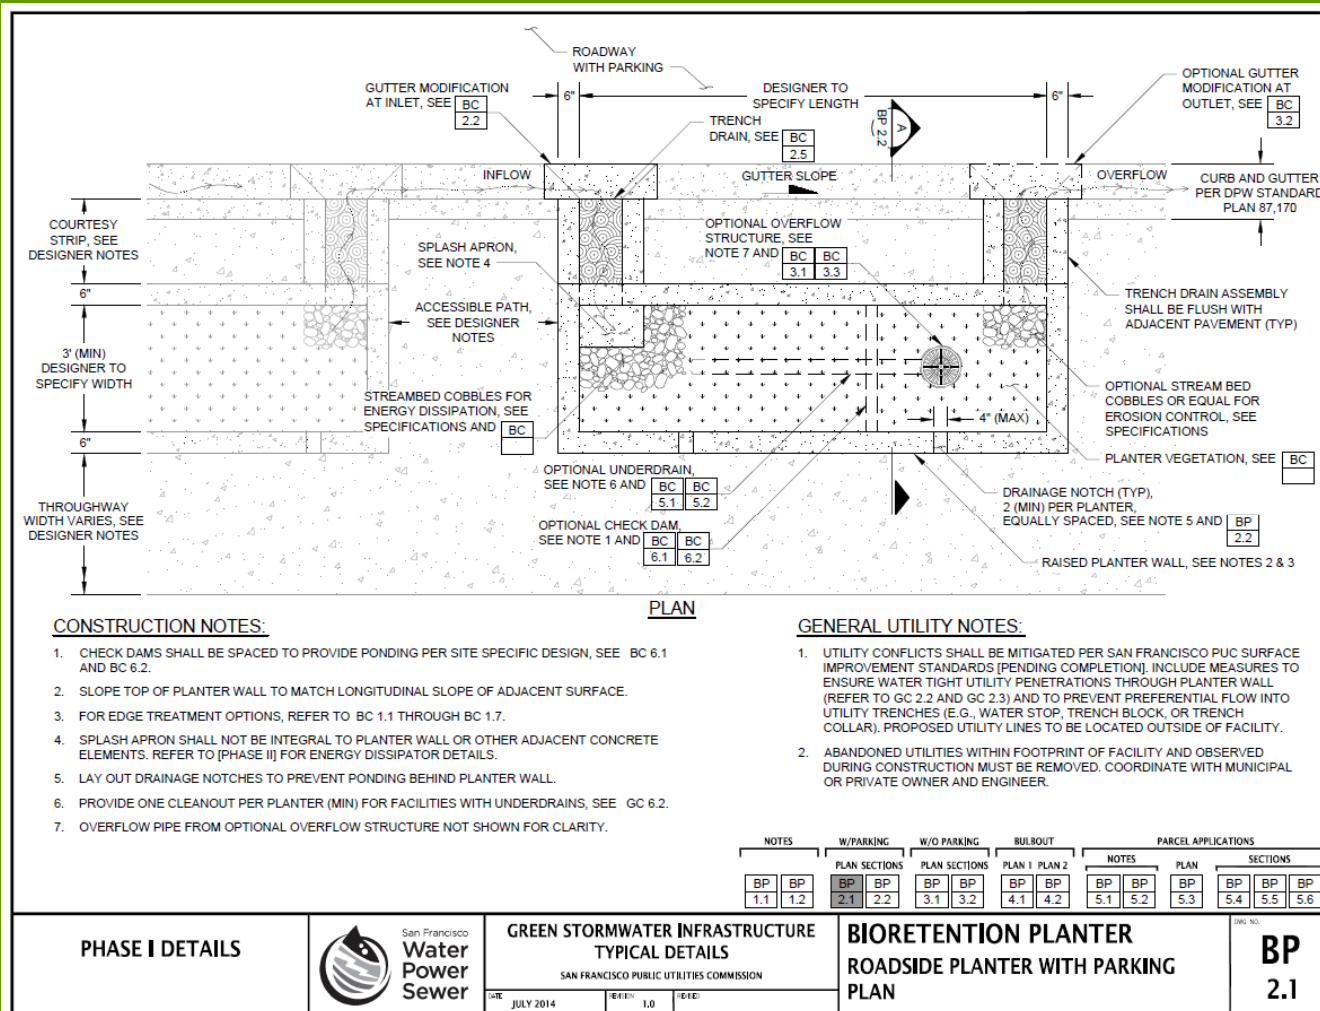 ROADWAY
WITH PARKING
GUTTER MODIFICATION
AT INLET, SEE BC
2.2
6"
DESIGNER TO
SPECIFY LENGTH
6"
OPTIONAL GUTTER
MODIFICATION AT
OUTLET, SEE BC
3.2
TRENCH
DRAIN, SEE BC
2.5
A
BP 2.2
INFLOW
GUTTER SLOPE
OVERFLOW
CURB AND GUTTER
PER DPW STANDARD
PLAN 87,170
COURTESY
STRIP, SEE
DESIGNER NOTES
SPLASH APRON,
SEE NOTE 4
OPTIONAL OVERFLOW
STRUCTURE, SEE
NOTE 7 AND BC BC
3.1 3.3
6"
ACCESSIBLE PATH,
SEE DESIGNER
NOTES
TRENCH DRAIN ASSEMBLY
SHALL BE FLUSH WITH
ADJACENT PAVEMENT (TYP)
3' (MIN)
DESIGNER TO
SPECIFY WIDTH
STREAMBED COBBLES FOR
ENERGY DISSIPATION, SEE
SPECIFICATIONS AND BC
4" (MAX)
OPTIONAL STREAM BED
COBBLES OR EQUAL FOR
EROSION CONTROL, SEE
SPECIFICATIONS
6"
PLANTER VEGETATION, SEE BC
OPTIONAL UNDERDRAIN,
SEE NOTE 6 AND BC BC
5.1 5.2
DRAINAGE NOTCH (TYP),
2 (MIN) PER PLANTER,
EQUALLY SPACED, SEE NOTE 5 AND BP
2.2
THROUGHWAY
WIDTH VARIES, SEE
DESIGNER NOTES
OPTIONAL CHECK DAM,
SEE NOTE 1 AND BC BC
6.1 6.2
RAISED PLANTER WALL, SEE NOTES 2 & 3
PLAN
CONSTRUCTION NOTES:
1. CHECK DAMS SHALL BE SPACED TO PROVIDE PONDING PER SITE SPECIFIC DESIGN, SEE BC 6.1
AND BC 6.2.
2. SLOPE TOP OF PLANTER WALL TO MATCH LONGITUDINAL SLOPE OF ADJACENT SURFACE.
3. FOR EDGE TREATMENT OPTIONS, REFER TO BC 1.1 THROUGH BC 1.7.
4. SPLASH APRON SHALL NOT BE INTEGRAL TO PLANTER WALL OR OTHER ADJACENT CONCRETE
ELEMENTS. REFER TO [PHASE II] FOR ENERGY DISSIPATOR DETAILS.
5. LAY OUT DRAINAGE NOTCHES TO PREVENT PONDING BEHIND PLANTER WALL.
6. PROVIDE ONE CLEANOUT PER PLANTER (MIN) FOR FACILITIES WITH UNDERDRAINS, SEE GC 6.2.
7. OVERFLOW PIPE FROM OPTIONAL OVERFLOW STRUCTURE NOT SHOWN FOR CLARITY.
GENERAL UTILITY NOTES:
1. UTILITY CONFLICTS SHALL BE MITIGATED PER SAN FRANCISCO PUC SURFACE
IMPROVEMENT STANDARDS [PENDING COMPLETION]. INCLUDE MEASURES TO
ENSURE WATER TIGHT UTILITY PENETRATIONS THROUGH PLANTER WALL
(REFER TO GC 2.2 AND GC 2.3) AND TO PREVENT PREFERENTIAL FLOW INTO
UTILITY TRENCHES (E.G., WATER STOP, TRENCH BLOCK, OR TRENCH
COLLAR). PROPOSED UTILITY LINES TO BE LOCATED OUTSIDE OF FACILITY.
2. ABANDONED UTILITIES WITHIN FOOTPRINT OF FACILITY AND OBSERVED
DURING CONSTRUCTION MUST BE REMOVED. COORDINATE WITH MUNICIPAL
OR PRIVATE OWNER AND ENGINEER.
NOTES W/PARKING W/O PARKING BULBOUT PARCEL APPLICATIONS
PLAN SECTIONS PLAN SECTIONS PLAN 1 PLAN 2 NOTES PLAN SECTIONS
BP BP BP BP BP BP BP BP BP BP BP BP BP BP
1.1 1.2 2.1 2.2 3.1 3.2 4.1 4.2 5.1 5.2 5.3 5.4 5.5 5.6
PHASE I DETAILS
San Francisco
Water
Power
Sewer
GREEN STORMWATER INFRASTRUCTURE
TYPICAL DETAILS
SAN FRANCISCO PUBLIC UTILITIES COMMISSION
DATE JULY 2014
REVISION 1.0
REVISED
BIORETENTION PLANTER
ROADSIDE PLANTER WITH PARKING
PLAN
DWG NO.
BP
2.1